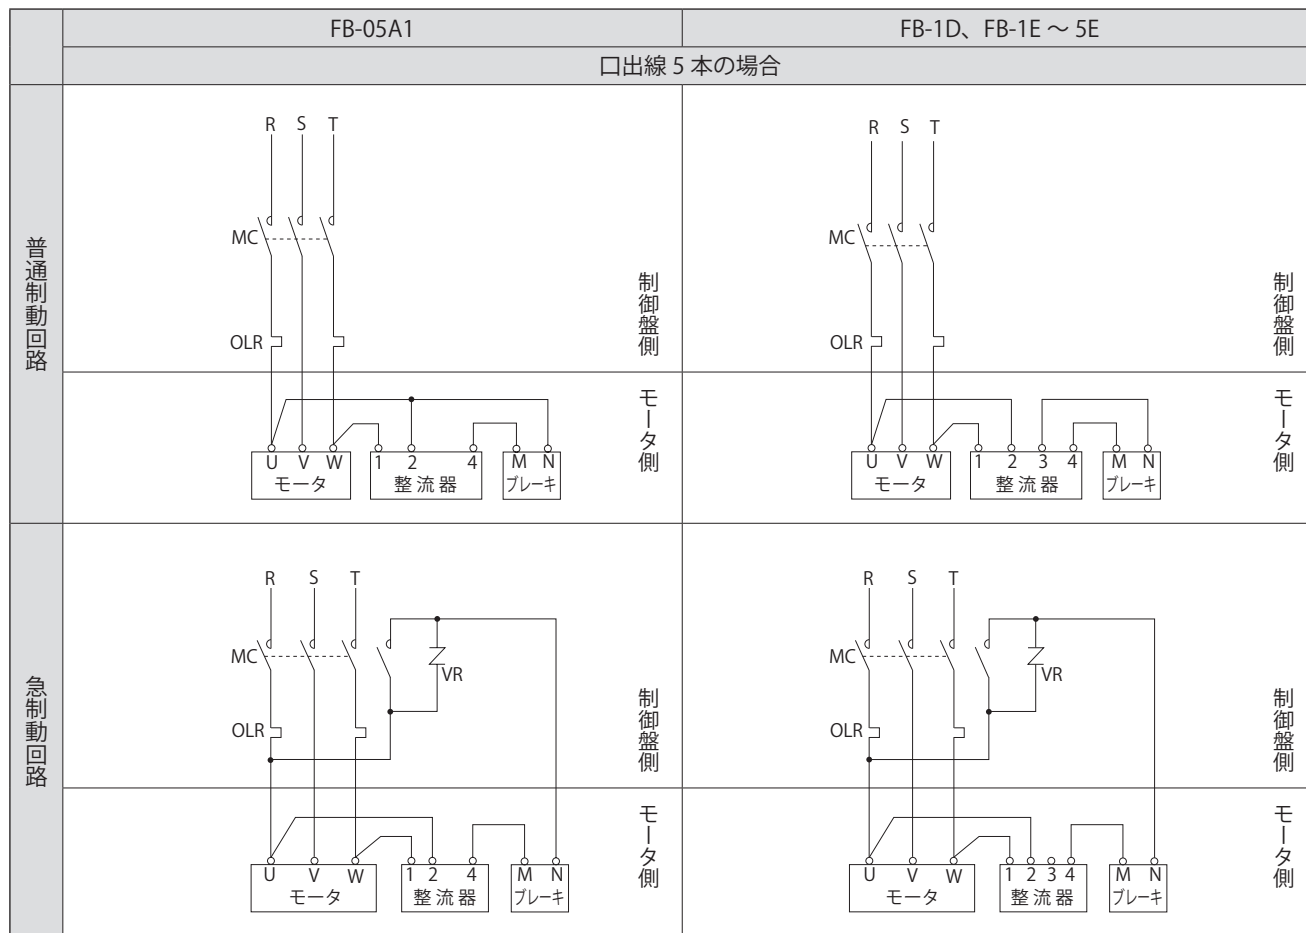 FB-05A1
FB-1D、FB-1E ～ 5E
口出線 5 本の場合
普通制動回路
R S T
MC
OLR
制御盤側
モータ側
U V W 1 2 4 M N
モータ 整流器 ブレーキ
R S T
MC
OLR
制御盤側
モータ側
U V W 1 2 3 4 M N
モータ 整流器 ブレーキ
急制動回路
R S T
MC
VR
OLR
制御盤側
モータ側
U V W 1 2 4 M N
モータ 整流器 ブレーキ
R S T
MC
VR
OLR
制御盤側
モータ側
U V W 1 2 3 4 M N
モータ 整流器 ブレーキ